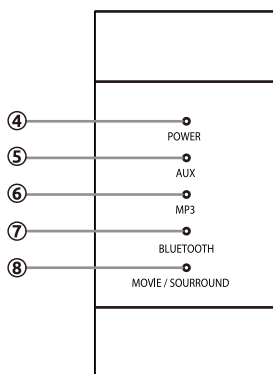 ④
POWER
⑤
AUX
⑥
MP3
⑦
BLUETOOTH
⑧
MOVIE / SOURROUND